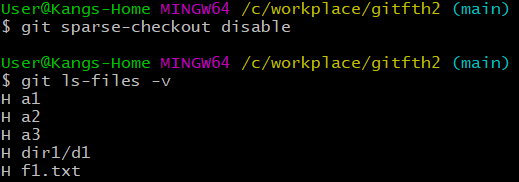 User@Kangs-Home MINGW64 /c/workplace/gitfth2 (main)
$ git sparse-checkout disable
User@Kangs-Home MINGW64 /c/workplace/gitfth2 (main)
$ git ls-files -v
H a1
H a2
H a3
H dir1/d1
H f1.txt